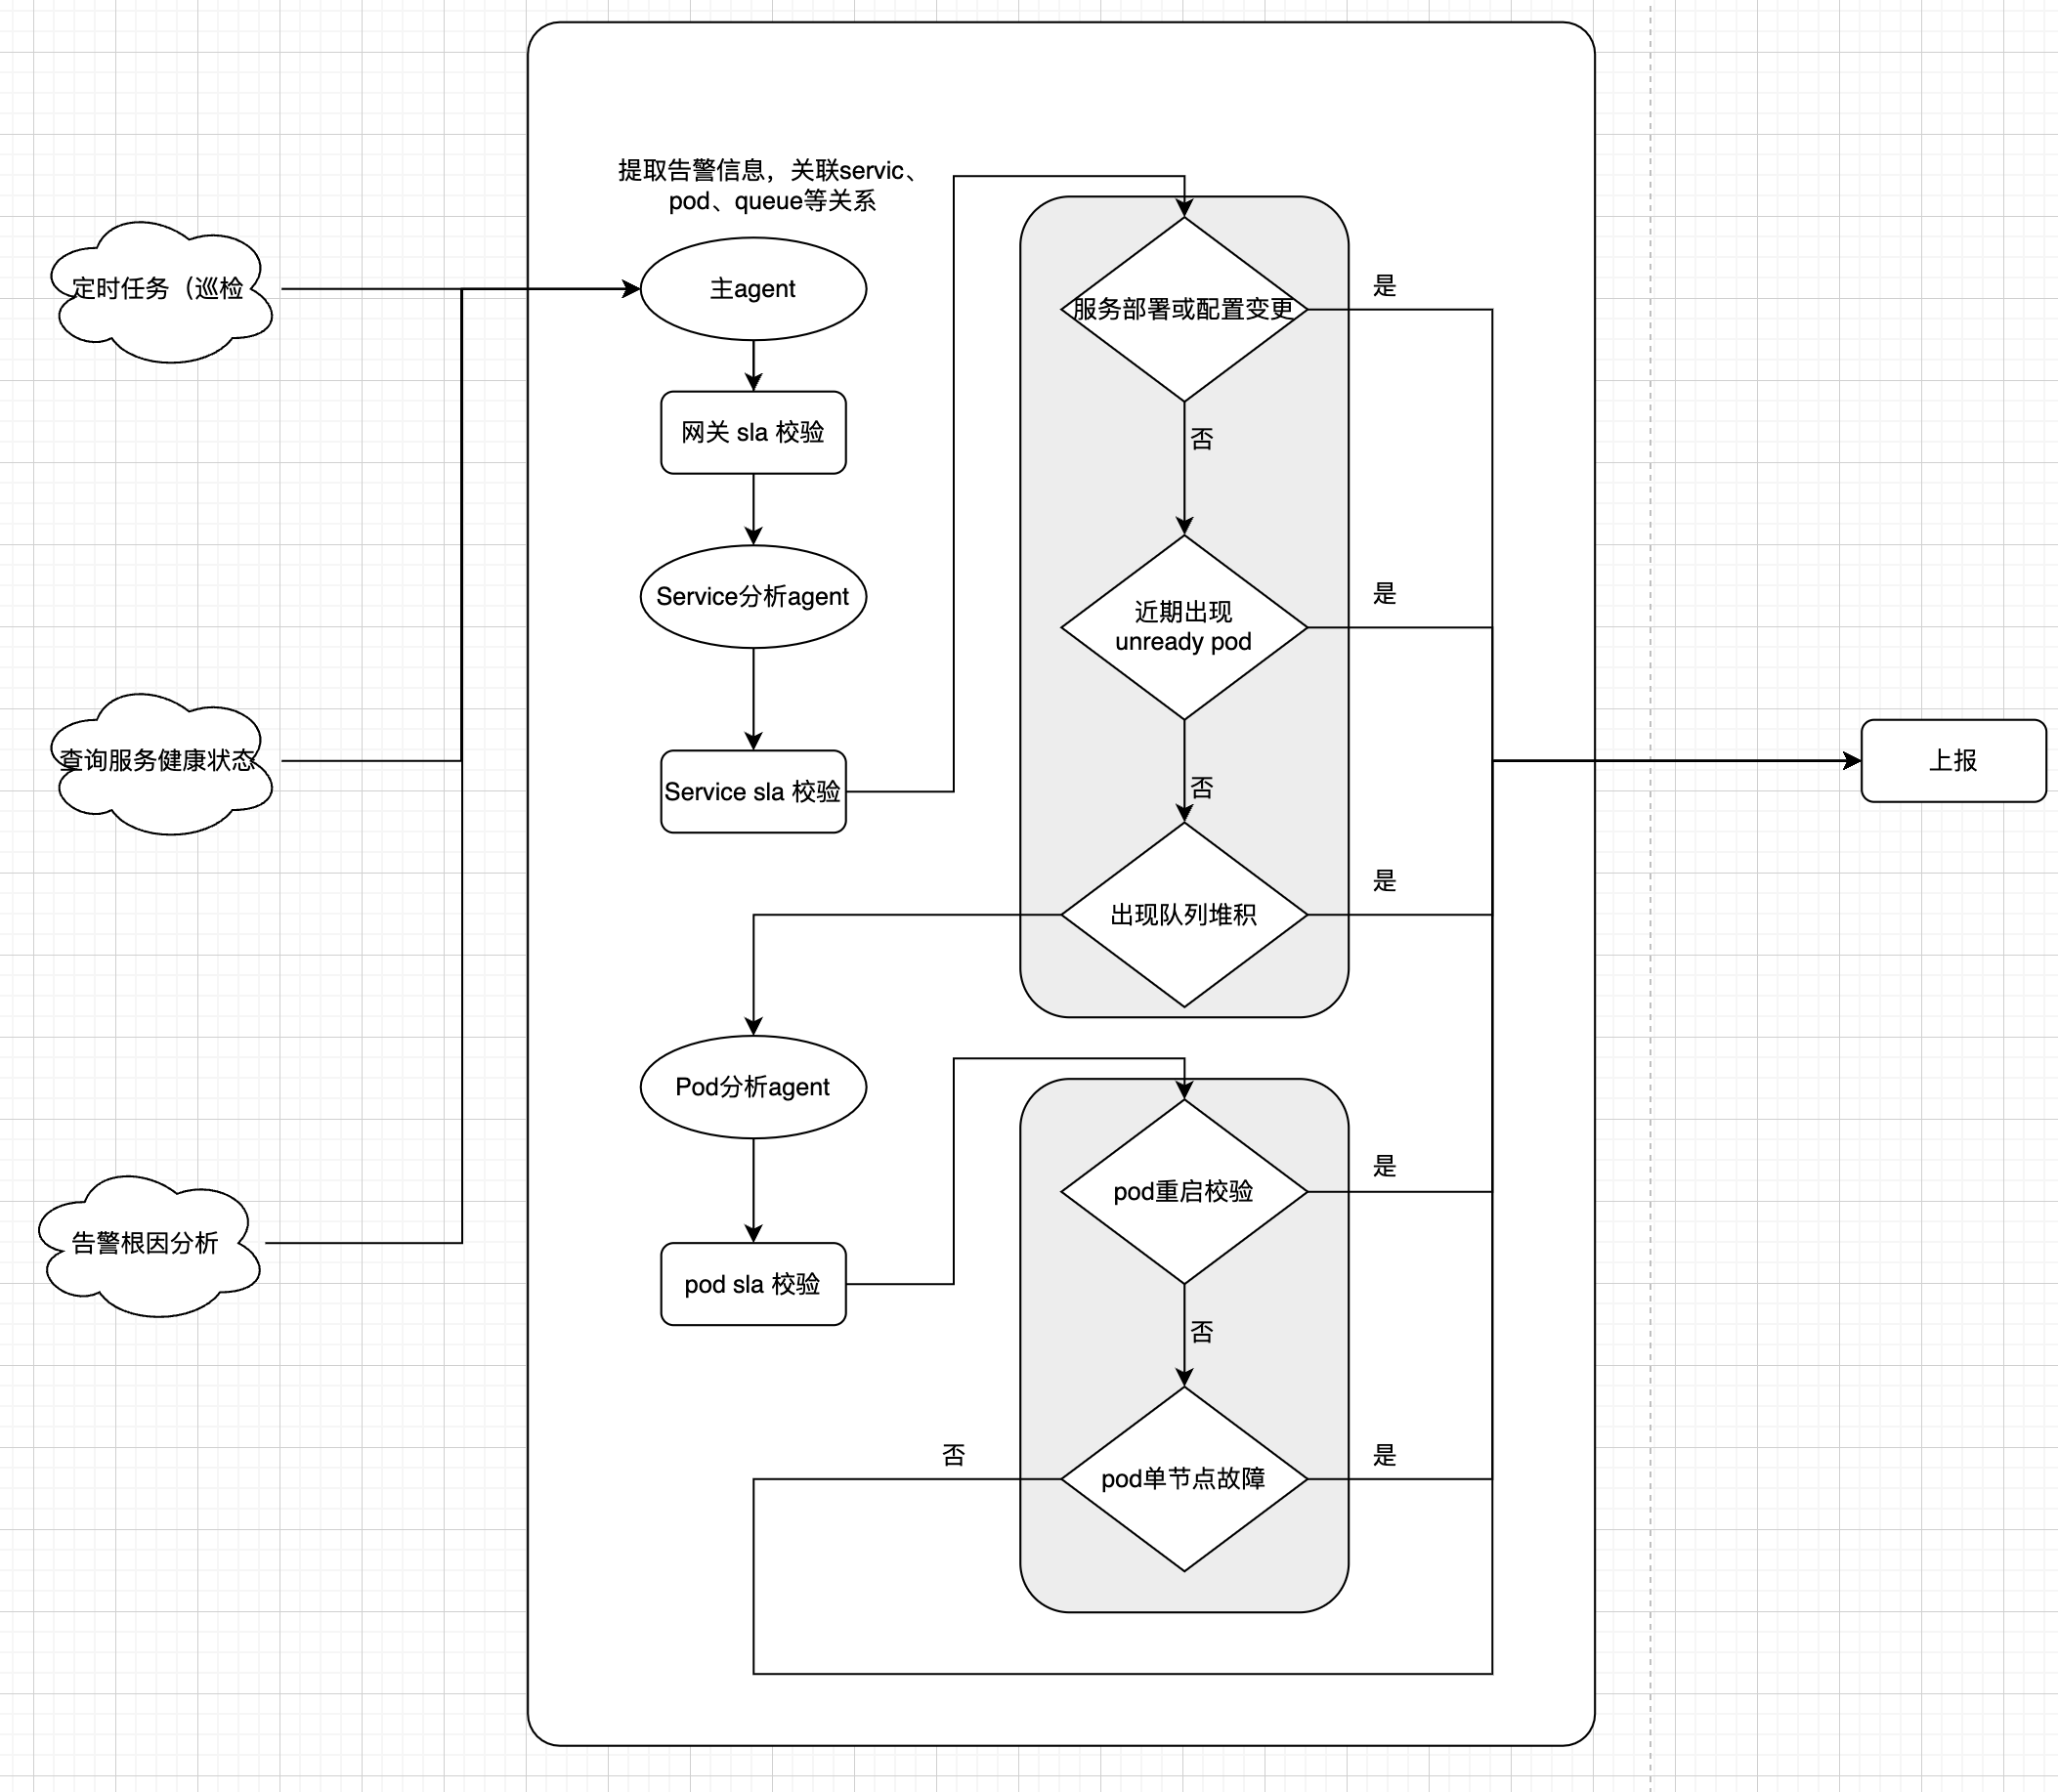 提取告警信息，关联servic、
pod、queue等关系
定时任务（巡检
主agent
服务部署或配置变更
是
网关 sla 校验
否
Service分析agent
近期出现
unready pod
是
查询服务健康状态
Service sla 校验
否
上报
出现队列堆积
是
Pod分析agent
pod重启校验
是
告警根因分析
pod sla 校验
否
否
pod单节点故障
是